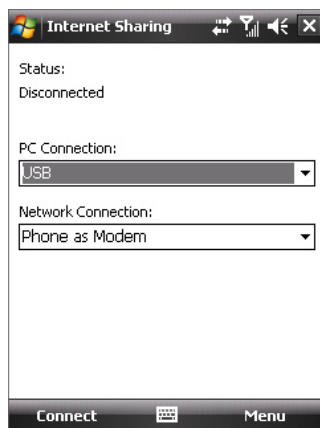 Internet Sharing
Status:
Disconnected
PC Connection:
USB
Network Connection:
Phone as Modem
Connect Menu